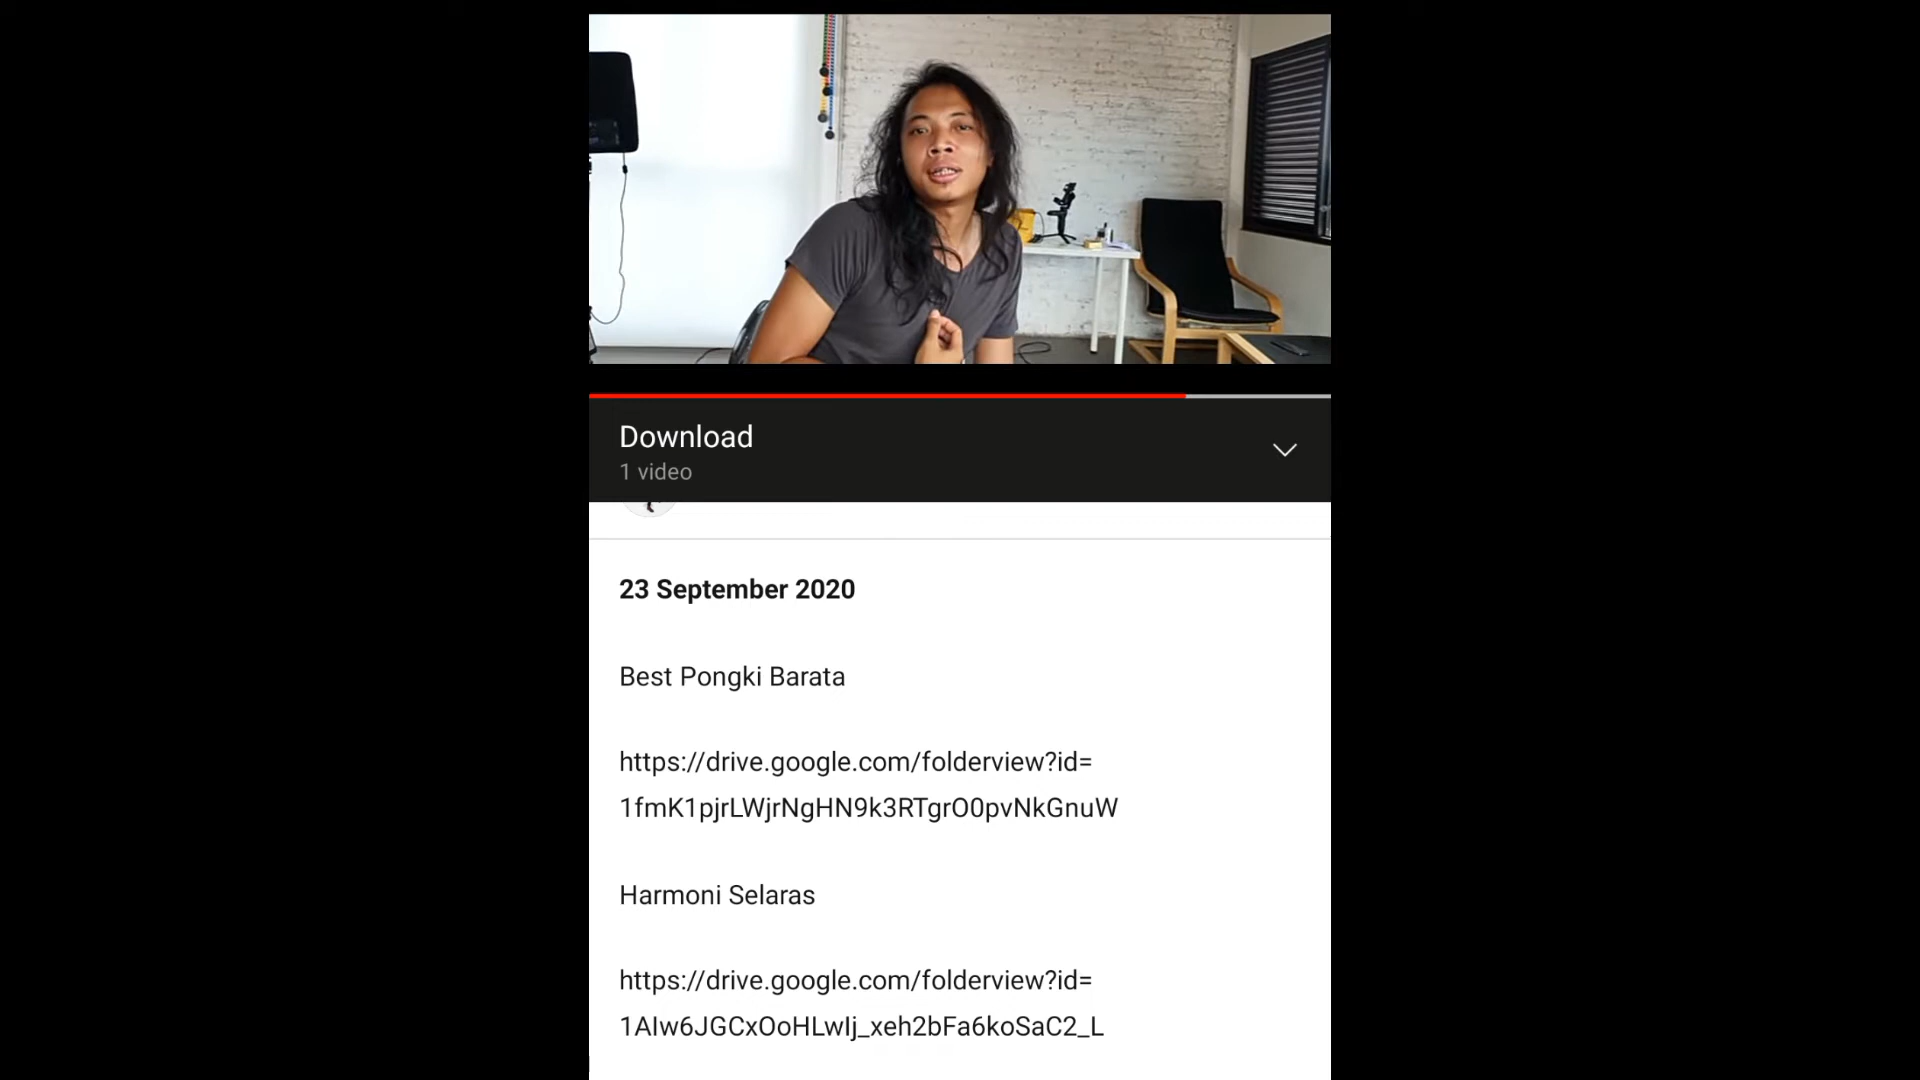 Download
1 video
23 September 2020
Best Pongki Barata
https://drive.google.com/folderview?id=
1fmK1pjrLWjrNgHN9k3RTgrO0pvNkGnuW
Harmoni Selaras
https://drive.google.com/folderview?id=
1AIw6JGCxOoHLwIj_xeh2bFa6koSaC2_L